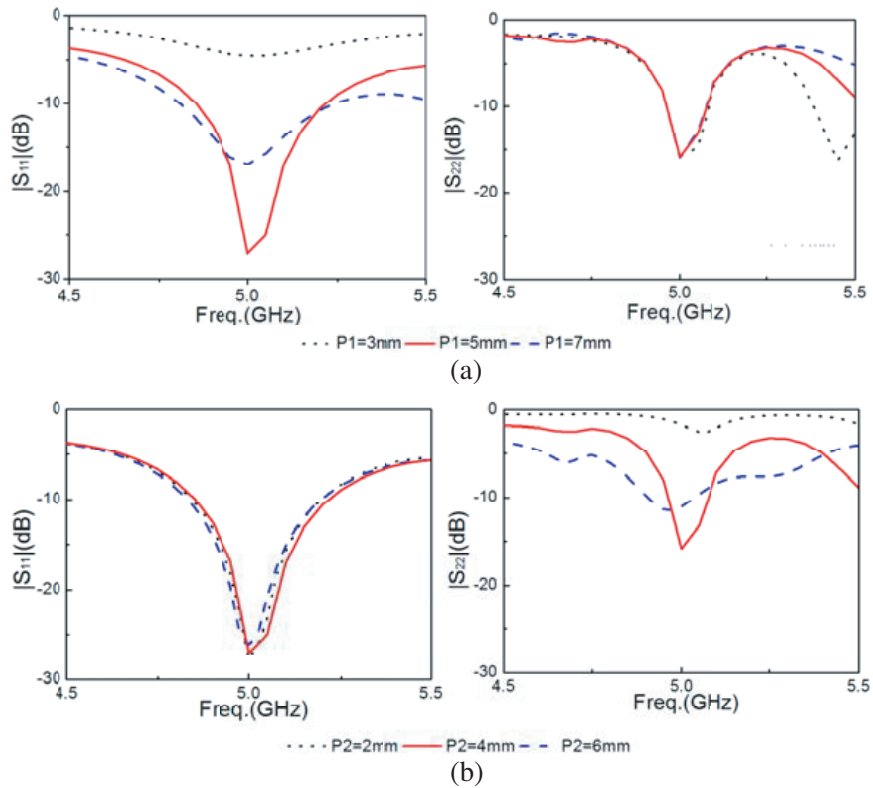 0
-10
-20
-30
|S11|(dB)
4.5 5.0 5.5
Freq.(GHz)
0
-10
-20
-30
|S22|(dB)
4.5 5.0 5.5
Freq.(GHz)
P1=3mm P1=5mm P1=7mm
(a)
0
-10
-20
-30
|S11|(dB)
4.5 5.0 5.5
Freq.(GHz)
0
-10
-20
-30
|S22|(dB)
4.5 5.0 5.5
Freq.(GHz)
P2=2mm P2=4mm P2=6mm
(b)